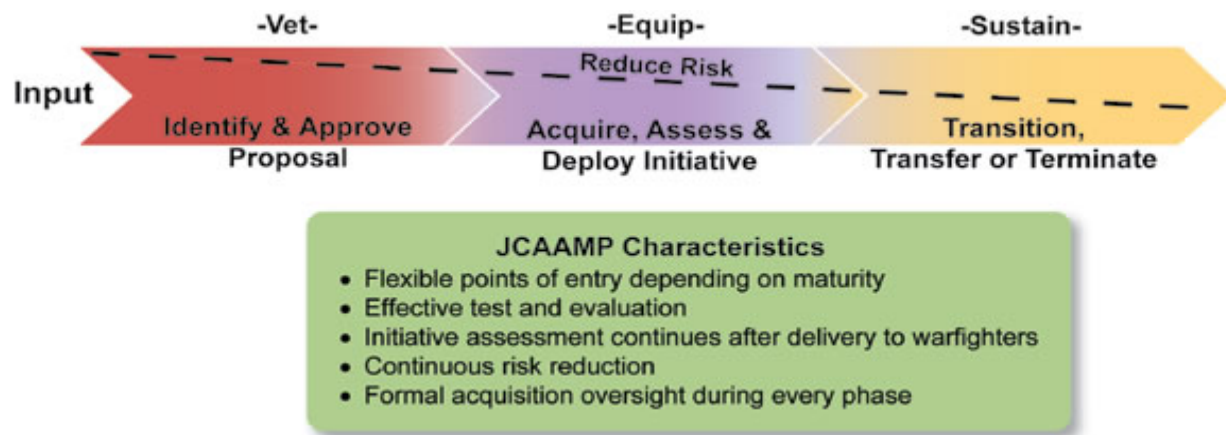 -Vet-
-Equip-
-Sustain-
Input
Reduce Risk
Identify & Approve
Proposal
Acquire, Assess &
Deploy Initiative
Transition,
Transfer or Terminate
JCAAMP Characteristics
• Flexible points of entry depending on maturity
• Effective test and evaluation
• Initiative assessment continues after delivery to warfighters
• Continuous risk reduction
• Formal acquisition oversight during every phase